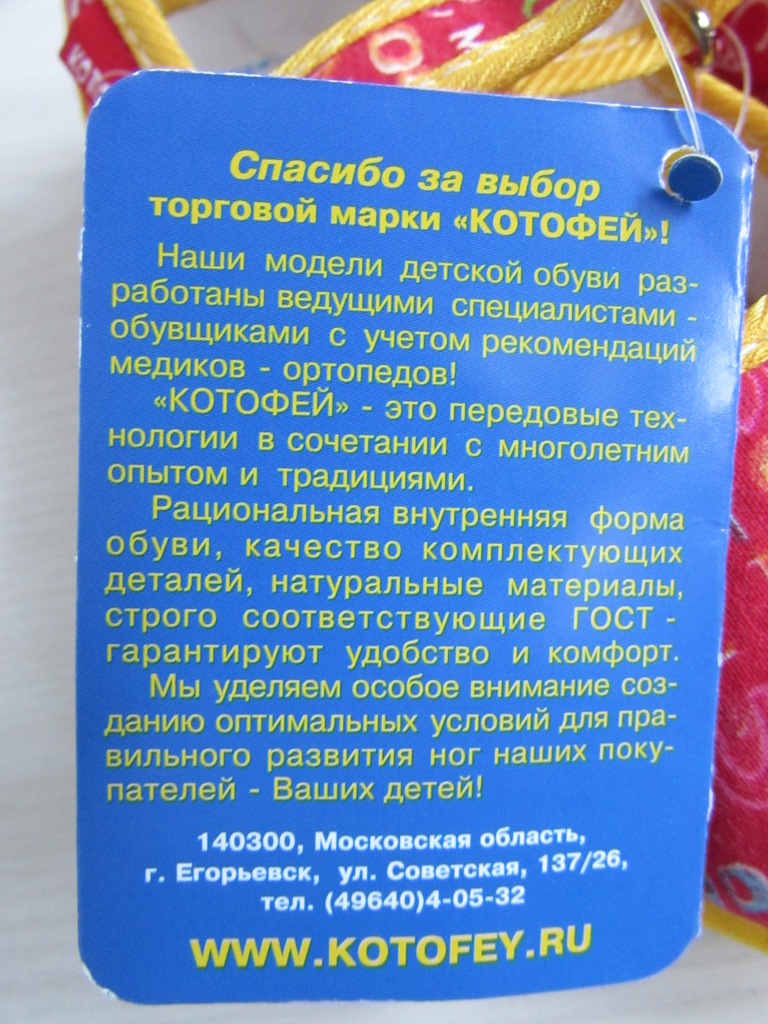 Спасибо за выбор
торговой марки «КОТОФЕЙ»!
Наши модели детской обуви раз-
работаны ведущими специалистами -
обувщиками с учетом рекомендаций
медиков - ортопедов!
«КОТОФЕЙ» - это передовые тех-
нологии в сочетании с многолетним
опытом и традициями.
Рациональная внутренняя форма
обуви, качество комплектующих
деталей, натуральные материалы,
строго соответствующие ГОСТ -
гарантируют удобство и комфорт.
Мы уделяем особое внимание соз-
данию оптимальных условий для пра-
вильного развития ног наших поку-
пателей - Ваших детей!
140300, Московская область,
г. Егорьевск, ул. Советская, 137/26,
тел. (49640)4-05-32
WWW.KOTOFEY.RU